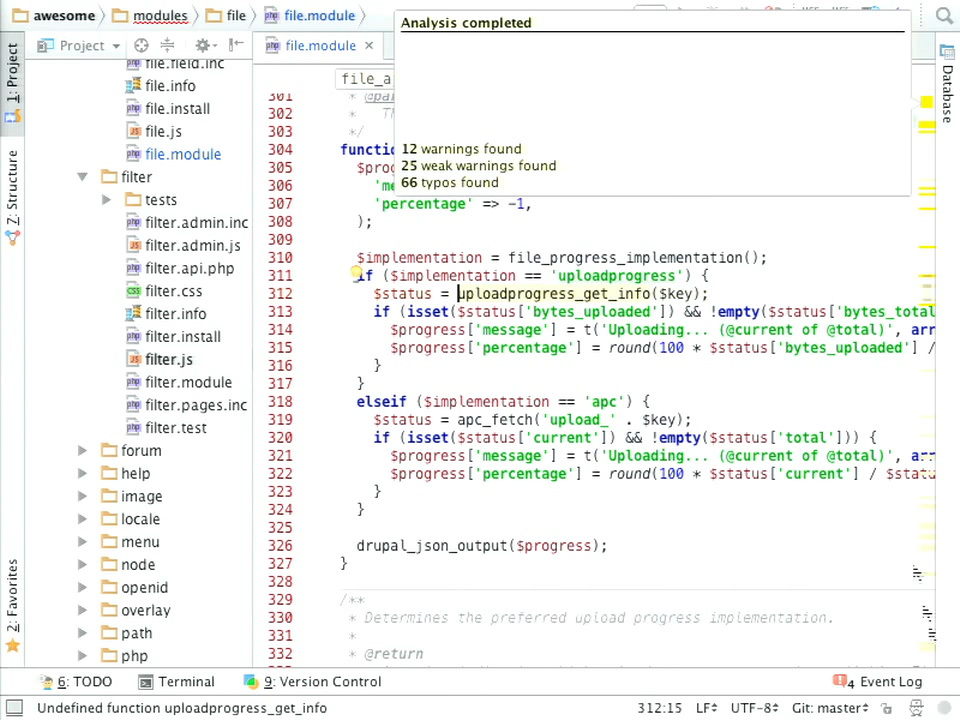 awesome modules file file.module
Analysis completed
12 warnings found
25 weak warnings found
66 typos found
1: Project
Z: Structure
2: Favorites
Database
Project
file.field.inc
file.info
file.install
file.js
file.module
filter
tests
filter.admin.inc
filter.admin.js
filter.api.php
filter.css
filter.info
filter.install
filter.js
filter.module
filter.pages.inc
filter.test
forum
help
image
locale
menu
node
openid
overlay
path
php
file.module
file_a
301 * @pa
302 * Th
303 */
304 functi
305 $prog
306 'me
307 'percentage' => -1,
308 );
309
310 $implementation = file_progress_implementation();
311 if ($implementation == 'uploadprogress') {
312 $status = uploadprogress_get_info($key);
313 if (isset($status['bytes_uploaded']) && !empty($status['bytes_total
314 $progress['message'] = t('Uploading... (@current of @total)', arr
315 $progress['percentage'] = round(100 * $status['bytes_uploaded'] /
316 }
317 }
318 elseif ($implementation == 'apc') {
319 $status = apc_fetch('upload_' . $key);
320 if (isset($status['current']) && !empty($status['total'])) {
321 $progress['message'] = t('Uploading... (@current of @total)', arr
322 $progress['percentage'] = round(100 * $status['current'] / $statu
323 }
324 }
325
326 drupal_json_output($progress);
327 }
328
329 /**
330 * Determines the preferred upload progress implementation.
331 *
332 * @return
6: TODO Terminal 9: Version Control 4 Event Log
Undefined function uploadprogress_get_info 312:15 LF UTF-8 Git: master